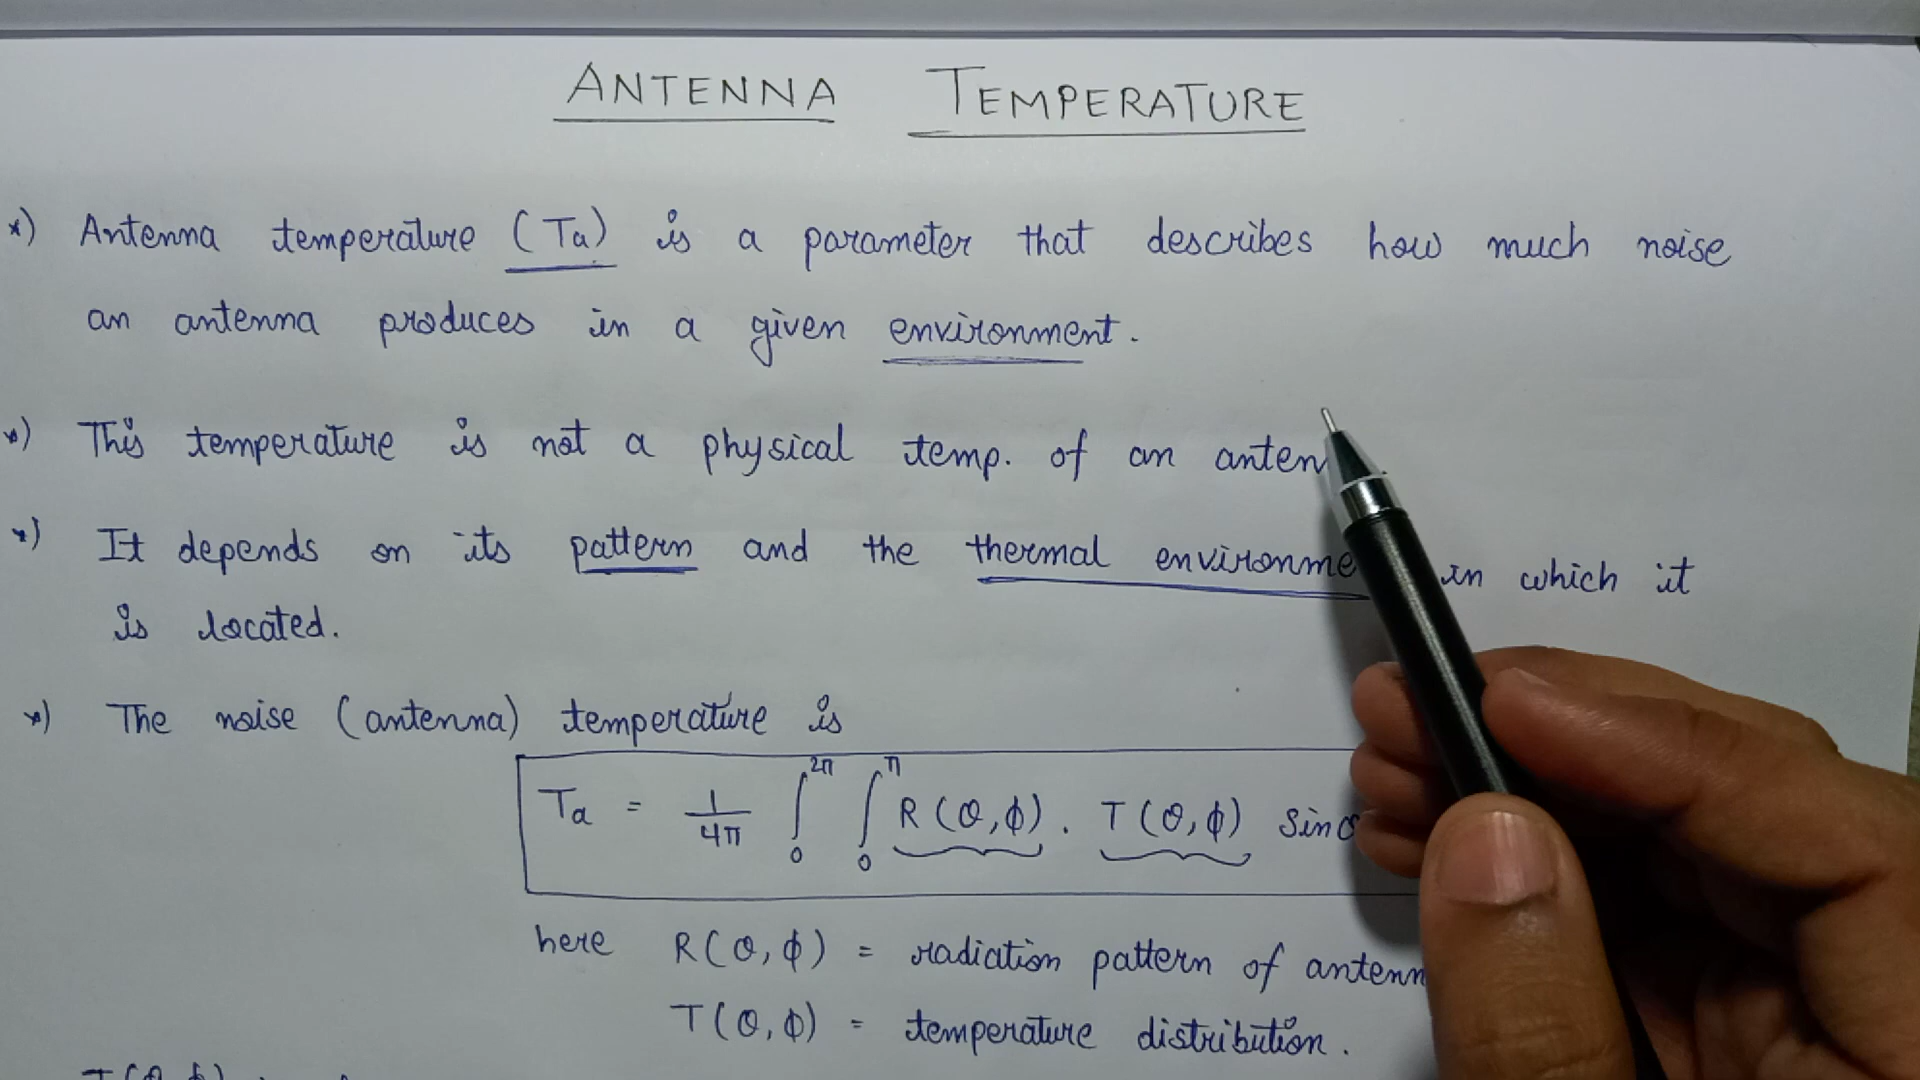 ANTENNA TEMPERATURE
*) Antenna temperature (Ta) is a parameter that describes how much noise
an antenna produces in a given environment.
*) This temperature is not a physical temp. of an anten
*) It depends on its pattern and the thermal environme in which it
is located.
*) The noise (antenna) temperature is
Ta = 1/4π ∫₀^2π ∫₀^π R(θ,ϕ) . T(θ,ϕ) sin
here R(θ,ϕ) = radiation pattern of antenn
T(θ,ϕ) = temperature distribution.